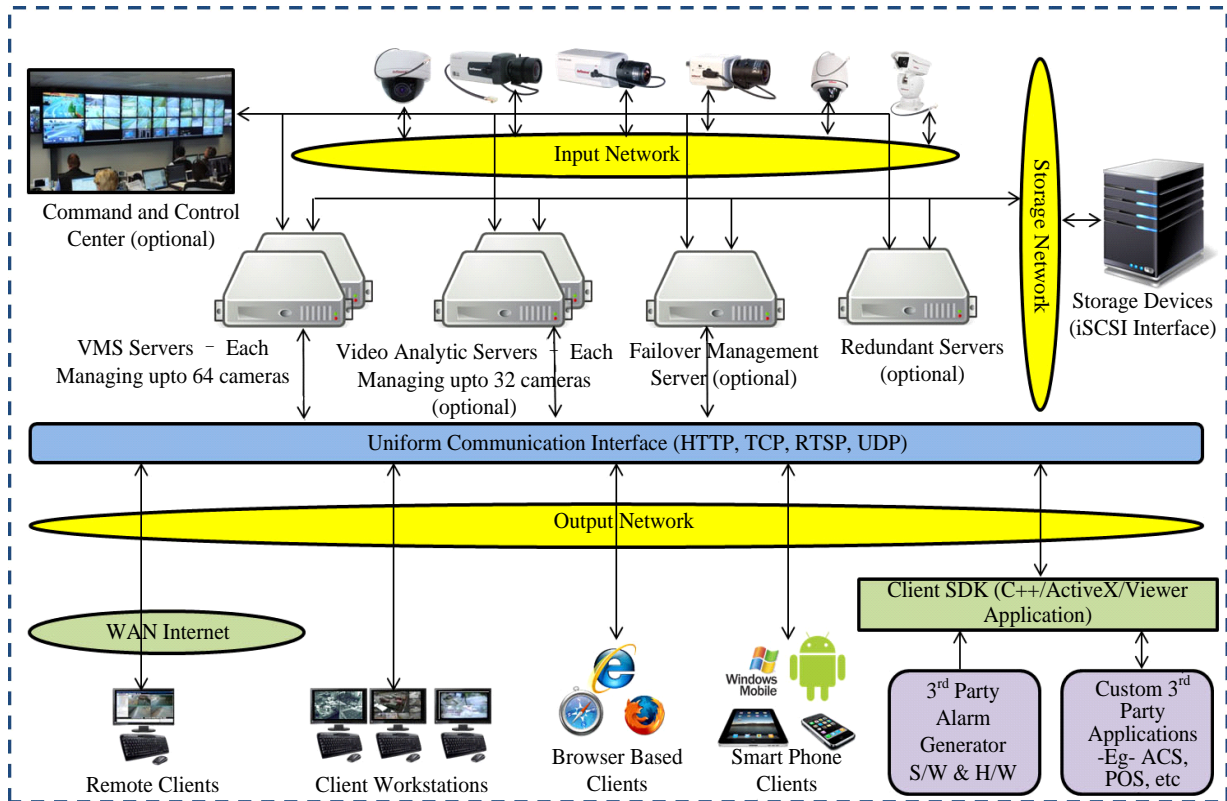 Input Network
Command and Control
Center (optional)
Storage Network
Storage Devices
(iSCSI Interface)
VMS Servers – Each
Managing upto 64 cameras
Video Analytic Servers – Each
Managing upto 32 cameras
(optional)
Failover Management
Server (optional)
Redundant Servers
(optional)
Uniform Communication Interface (HTTP, TCP, RTSP, UDP)
Output Network
WAN Internet
Client SDK (C++/ActiveX/Viewer
Application)
Remote Clients
Client Workstations
Browser Based
Clients
Windows
Mobile
Smart Phone
Clients
3rd Party
Alarm
Generator
S/W & H/W
Custom 3rd
Party
Applications
-Eg- ACS,
POS, etc